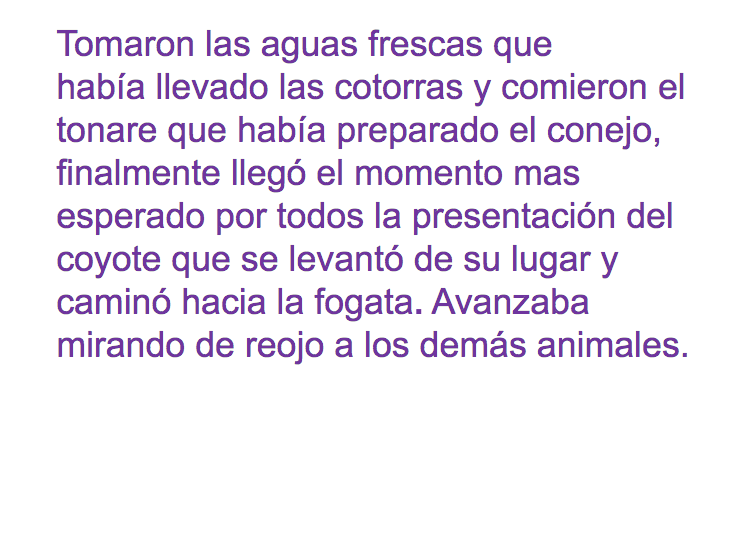 Tomaron las aguas frescas que
había llevado las cotorras y comieron el
tonare que había preparado el conejo,
finalmente llegó el momento mas
esperado por todos la presentación del
coyote que se levantó de su lugar y
caminó hacia la fogata. Avanzaba
mirando de reojo a los demás animales.